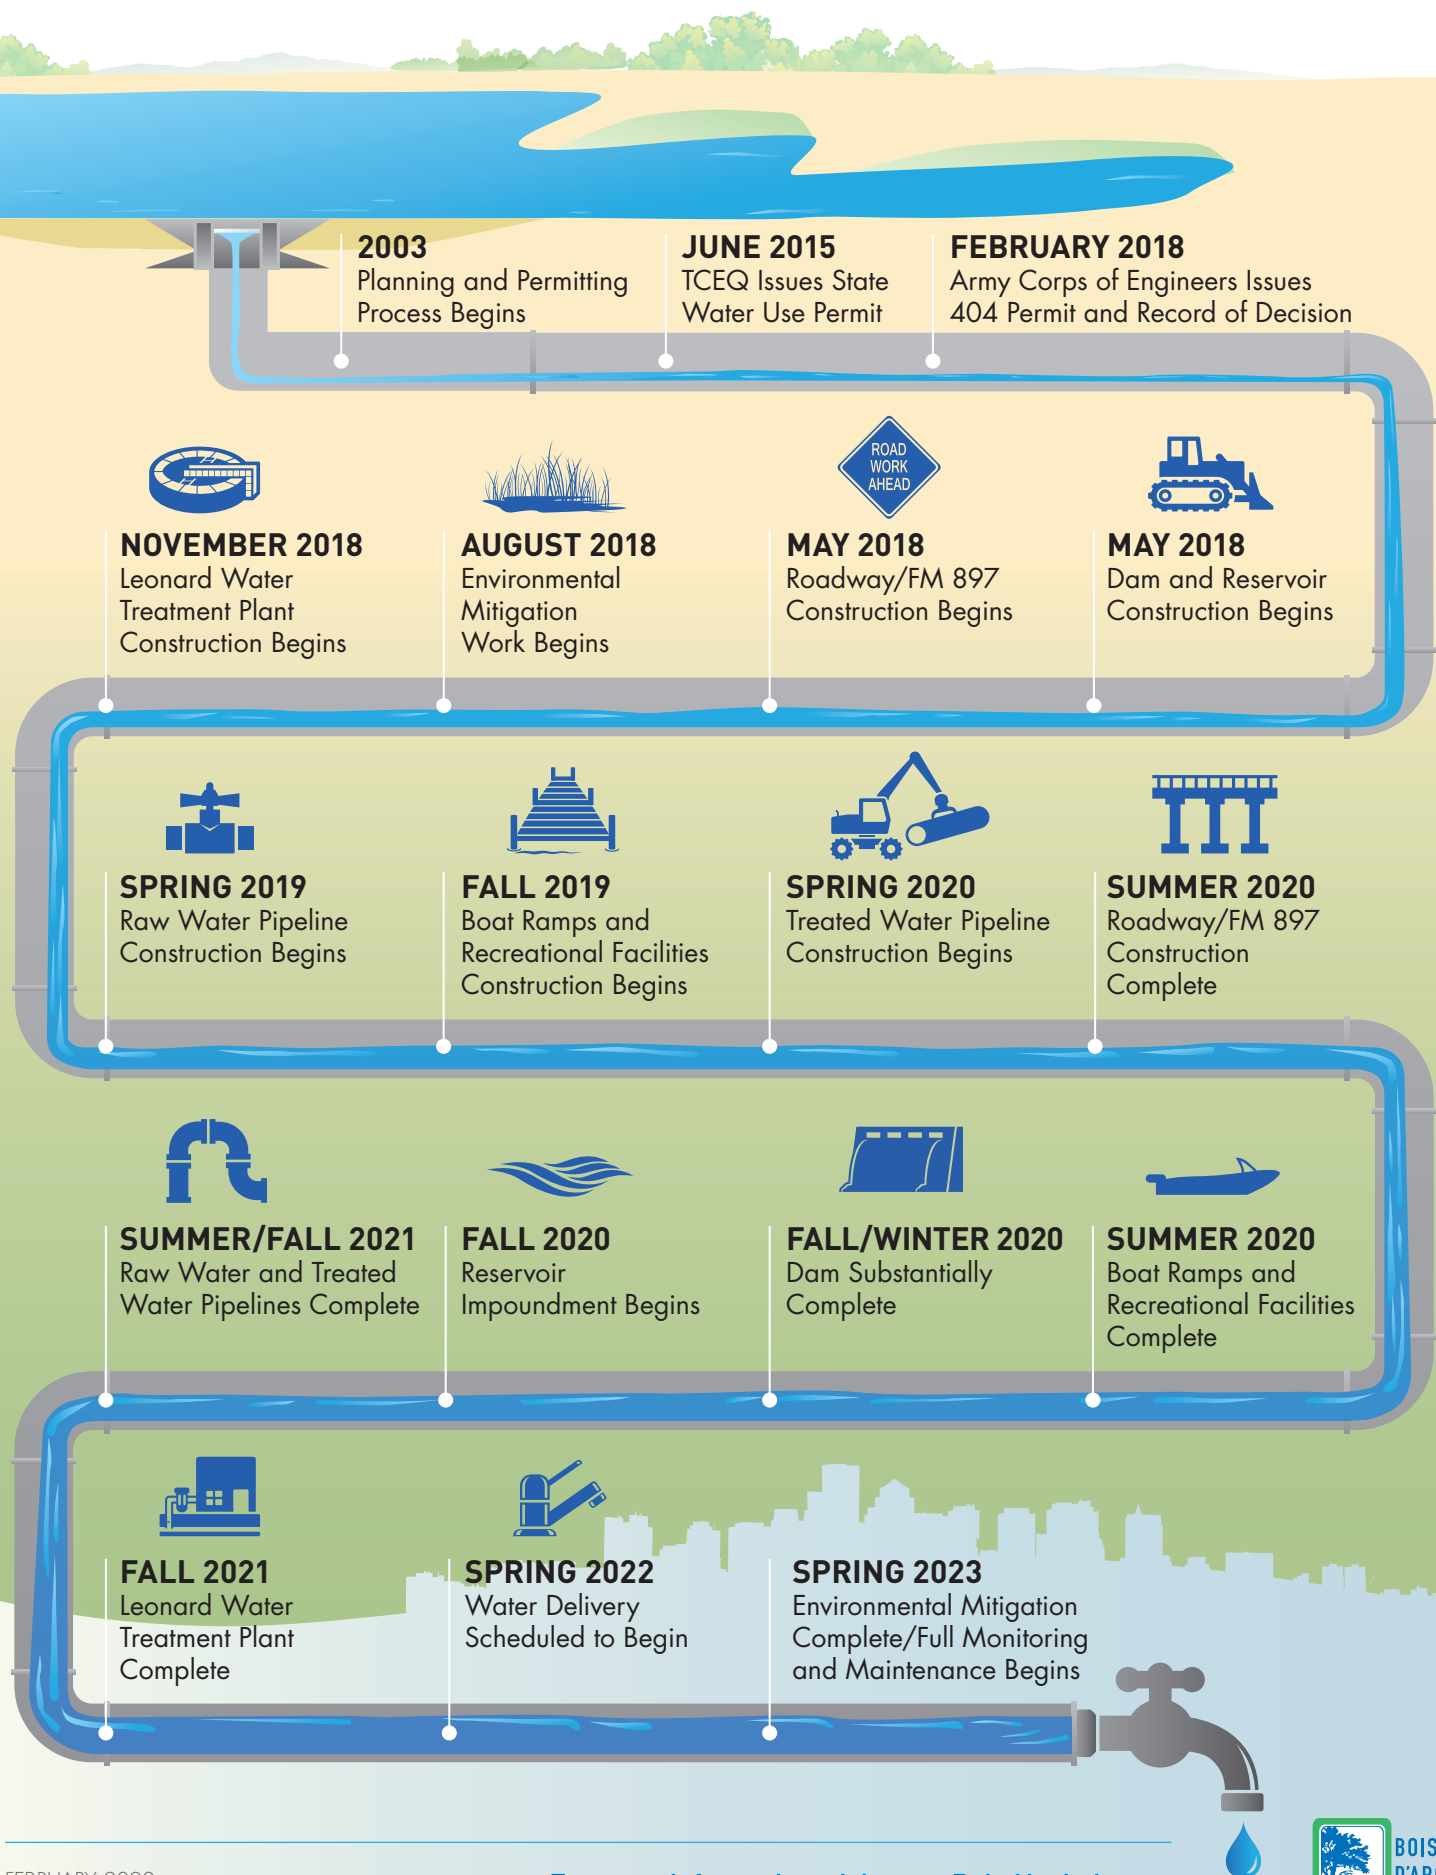 2003
Planning and Permitting
Process Begins
JUNE 2015
TCEQ Issues State
Water Use Permit
FEBRUARY 2018
Army Corps of Engineers Issues
404 Permit and Record of Decision
ROAD
WORK
AHEAD
NOVEMBER 2018
Leonard Water
Treatment Plant
Construction Begins
AUGUST 2018
Environmental
Mitigation
Work Begins
MAY 2018
Roadway/FM 897
Construction Begins
MAY 2018
Dam and Reservoir
Construction Begins
SPRING 2019
Raw Water Pipeline
Construction Begins
FALL 2019
Boat Ramps and
Recreational Facilities
Construction Begins
SPRING 2020
Treated Water Pipeline
Construction Begins
SUMMER 2020
Roadway/FM 897
Construction
Complete
SUMMER/FALL 2021
Raw Water and Treated
Water Pipelines Complete
FALL 2020
Reservoir
Impoundment Begins
FALL/WINTER 2020
Dam Substantially
Complete
SUMMER 2020
Boat Ramps and
Recreational Facilities
Complete
FALL 2021
Leonard Water
Treatment Plant
Complete
SPRING 2022
Water Delivery
Scheduled to Begin
SPRING 2023
Environmental Mitigation
Complete/Full Monitoring
and Maintenance Begins
BOIS